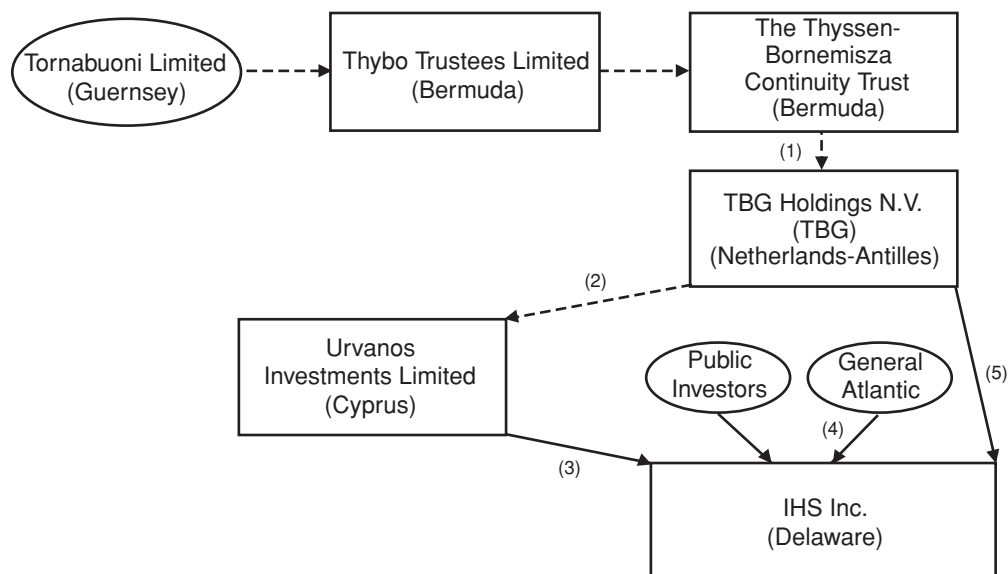 Tornabuoni Limited
(Guernsey)
Thybo Trustees Limited
(Bermuda)
The Thyssen-
Bornemisza
Continuity Trust
(Bermuda)
(1)
TBG Holdings N.V.
(TBG)
(Netherlands-Antilles)
(2)
Urvanos
Investments Limited
(Cyprus)
Public
Investors
General
Atlantic
(5)
(4)
(3)
IHS Inc.
(Delaware)